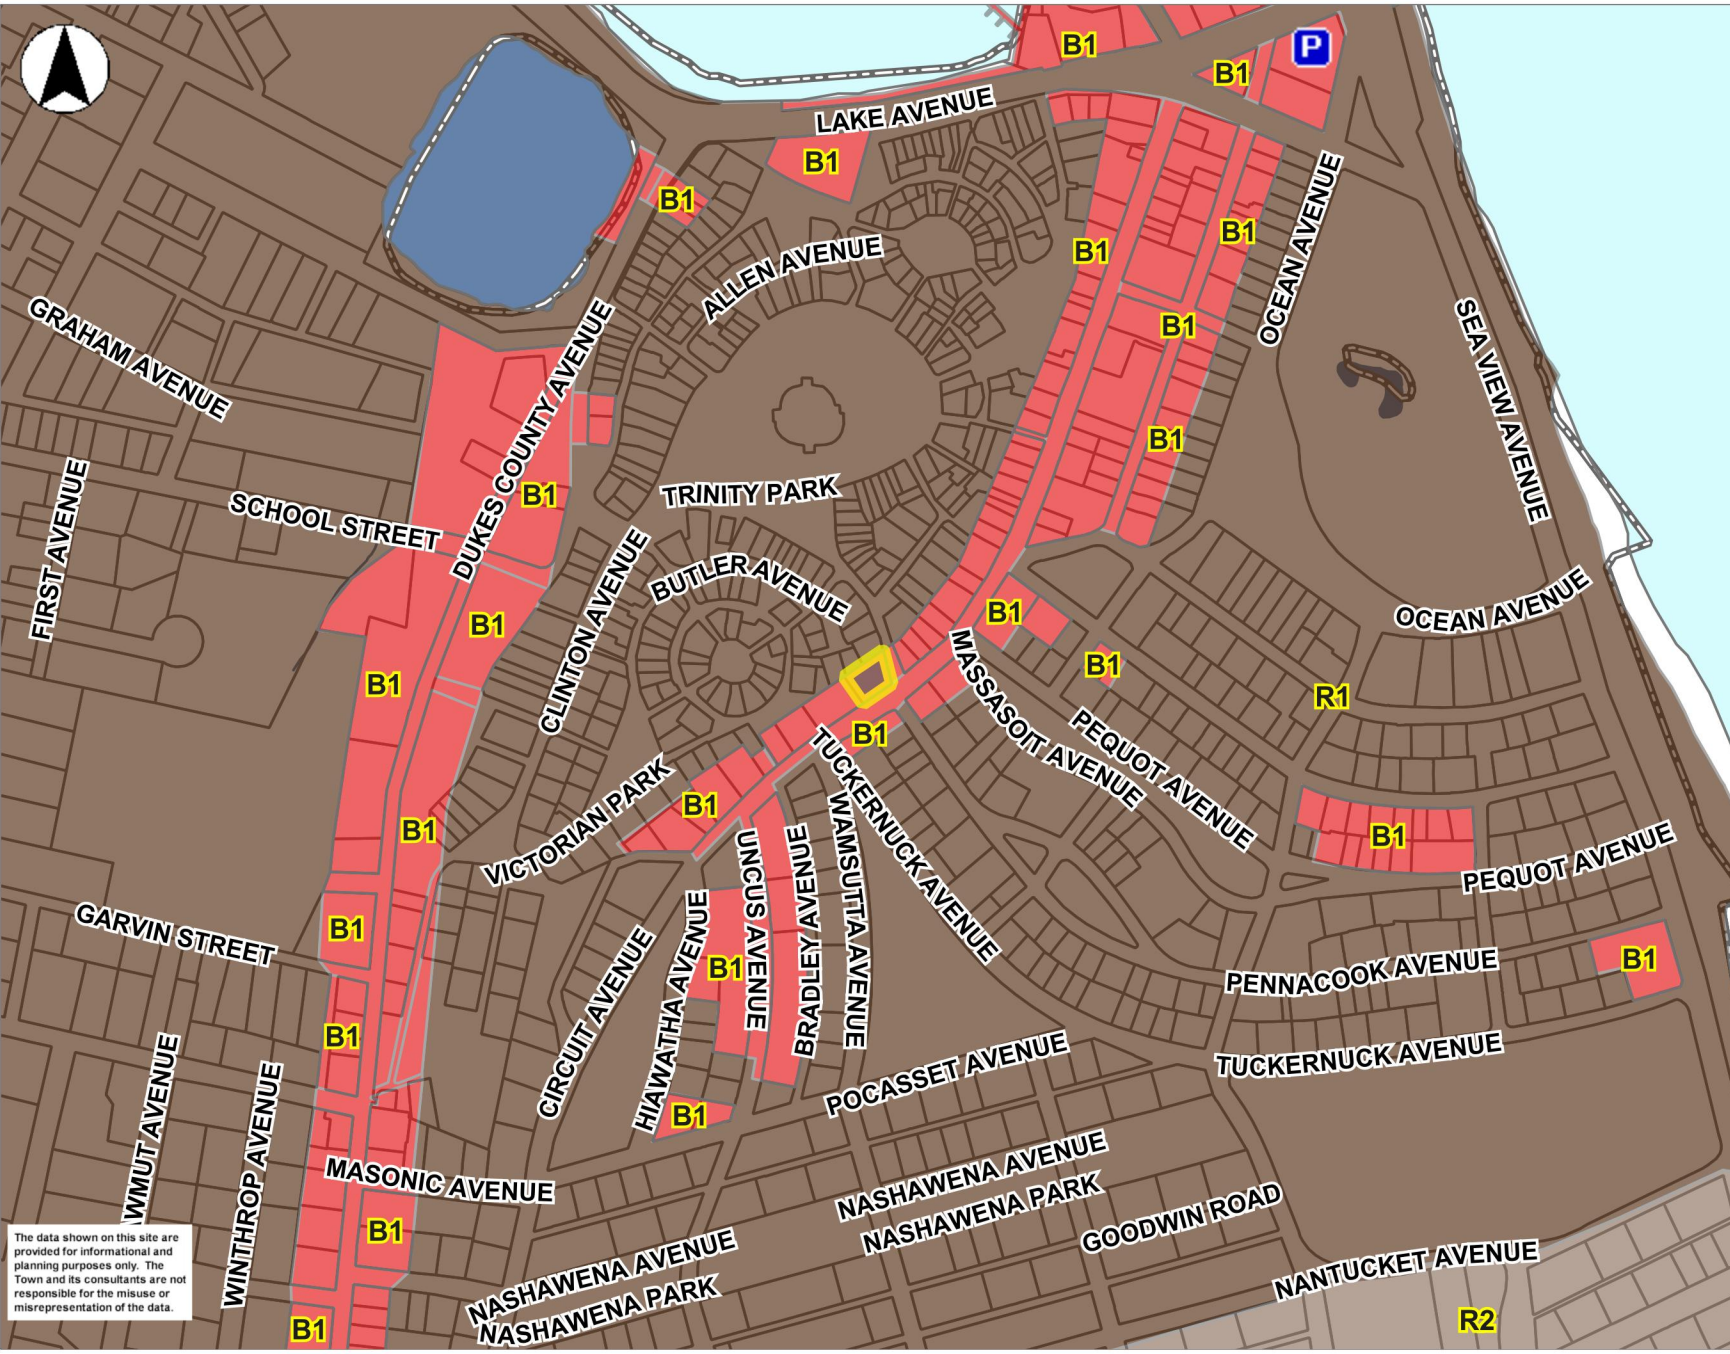 B1
P
B1
LAKE AVENUE
B1
B1
OCEAN AVENUE
B1
B1
ALLEN AVENUE
GRAHAM AVENUE
DUKES COUNTY AVENUE
B1
SEA VIEW AVENUE
B1
FIRST AVENUE
SCHOOL STREET
B1
TRINITY PARK
CLINTON AVENUE
BUTLER AVENUE
OCEAN AVENUE
B1
B1
B1
B1
MASSASOIT AVENUE
R1
PEQUOT AVENUE
B1
TUCKERNUCK AVENUE
VICTORIAN PARK
B1
B1
UNCUS AVENUE
BRADLEY AVENUE
WAMSUTTA AVENUE
B1
PEQUOT AVENUE
GARVIN STREET
B1
HIAWATHA AVENUE
CIRCUIT AVENUE
B1
PENNACOOK AVENUE
B1
B1
TUCKERNUCK AVENUE
AWMUT AVENUE
WINTHROP AVENUE
POCASSET AVENUE
B1
MASONIC AVENUE
NASHAWENA AVENUE
NASHAWENA PARK
GOODWIN ROAD
B1
NASHAWENA AVENUE
NASHAWENA PARK
NANTUCKET AVENUE
B1
R2
The data shown on this site are
provided for informational and
planning purposes only. The
Town and its consultants are not
responsible for the misuse or
misrepresentation of the data.